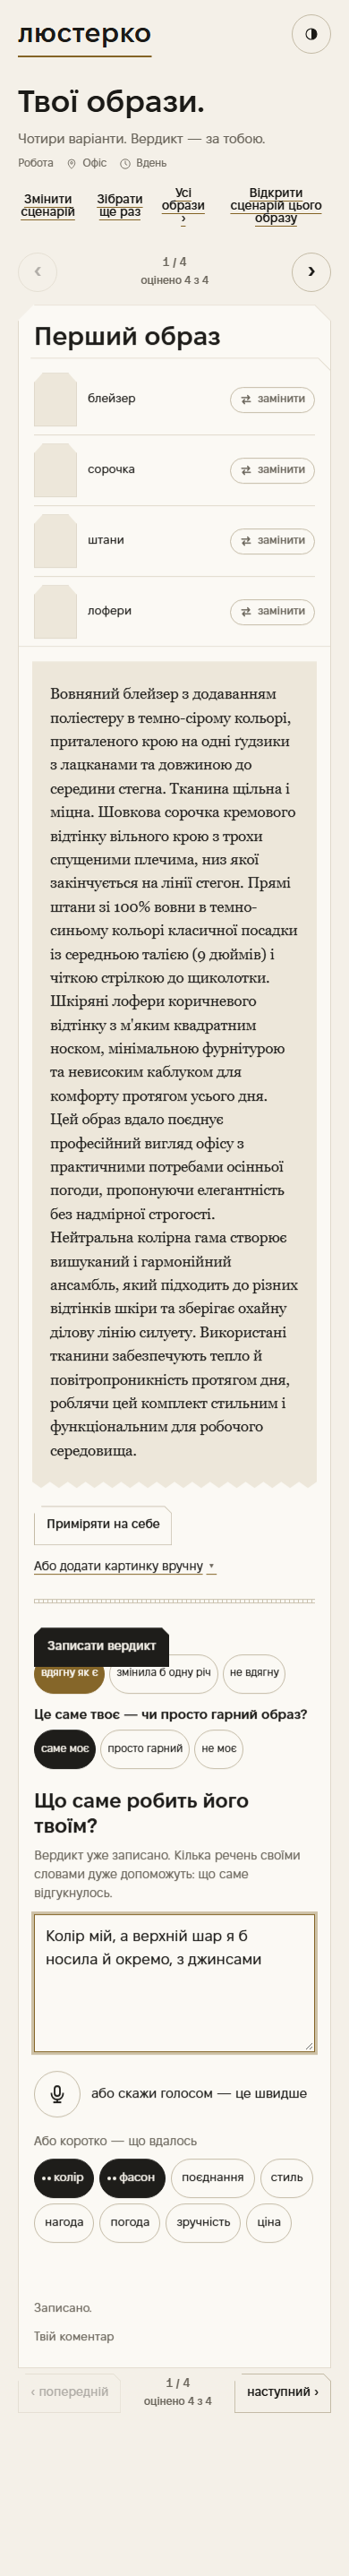 люстерко
Твої образи.
Чотири варіанти. Вердикт — за тобою.
Робота Офіс Вдень
Змінити
сценарій
Зібрати
ще раз
Усі
образи
›
Відкрити
сценарій цього
образу
‹
1 / 4
оцінено 4 з 4
›
Перший образ
блейзер
замінити
сорочка
замінити
штани
замінити
лофери
замінити
Вовняний блейзер з додаванням
поліестеру в темно-сірому кольорі,
приталеного крою на одні ґудзики
з лацканами та довжиною до
середини стегна. Тканина щільна і
міцна. Шовкова сорочка кремового
відтінку вільного крою з трохи
спущеними плечима, низ якої
закінчується на лінії стегон. Прямі
штани зі 100% вовни в темно-
синьому кольорі класичної посадки
із середньою талією (9 дюймів) і
чіткою стрілкою до щиколотки.
Шкіряні лофери коричневого
відтінку з м'яким квадратним
носком, мінімальною фурнітурою
та невисоким каблуком для
комфорту протягом усього дня.
Цей образ вдало поєднує
професійний вигляд офісу з
практичними потребами осінньої
погоди, пропонуючи елегантність
без надмірної строгості.
Нейтральна колірна гама створює
вишуканий і гармонійний
ансамбль, який підходить до різних
відтінків шкіри та зберігає охайну
ділову лінію силуету. Використані
тканини забезпечують тепло й
повітропроникність протягом дня,
роблячи цей комплект стильним і
функціональним для робочого
середовища.
Приміряти на себе
Або додати картинку вручну
Записати вердикт
вдягну як є
змінила б одну річ
не вдягну
Це саме твоє — чи просто гарний образ?
саме моє
просто гарний
не моє
Що саме робить його
твоїм?
Вердикт уже записано. Кілька речень своїми
словами дуже допоможуть: що саме
відгукнулось.
Колір мій, а верхній шар я б
носила й окремо, з джинсами
або скажи голосом — це швидше
Або коротко — що вдалось
колір
фасон
поєднання
стиль
нагода
погода
зручність
ціна
Записано.
Твій коментар
‹ попередній
1 / 4
оцінено 4 з 4
наступний ›